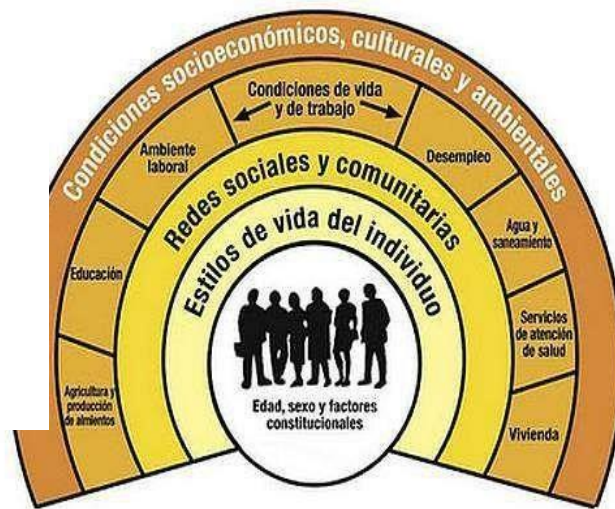 Condiciones socioeconómicos, culturales y ambientales
Condiciones de vida
y de trabajo
Ambiente
laboral
Desempleo
Redes sociales y comunitarias
Agua y
saneamiento
Educación
Estilos de vida del individuo
Servicios
de atención
de salud
Agricultura y
producción
de almientos
Edad, sexo y factores
constitucionales
Vivienda